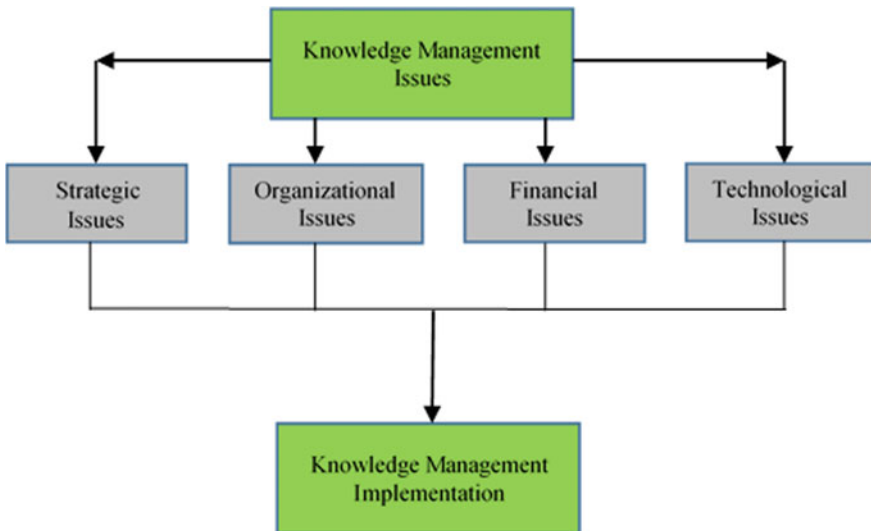 Knowledge Management
Issues
Strategic
Issues
Organizational
Issues
Financial
Issues
Technological
Issues
Knowledge Management
Implementation